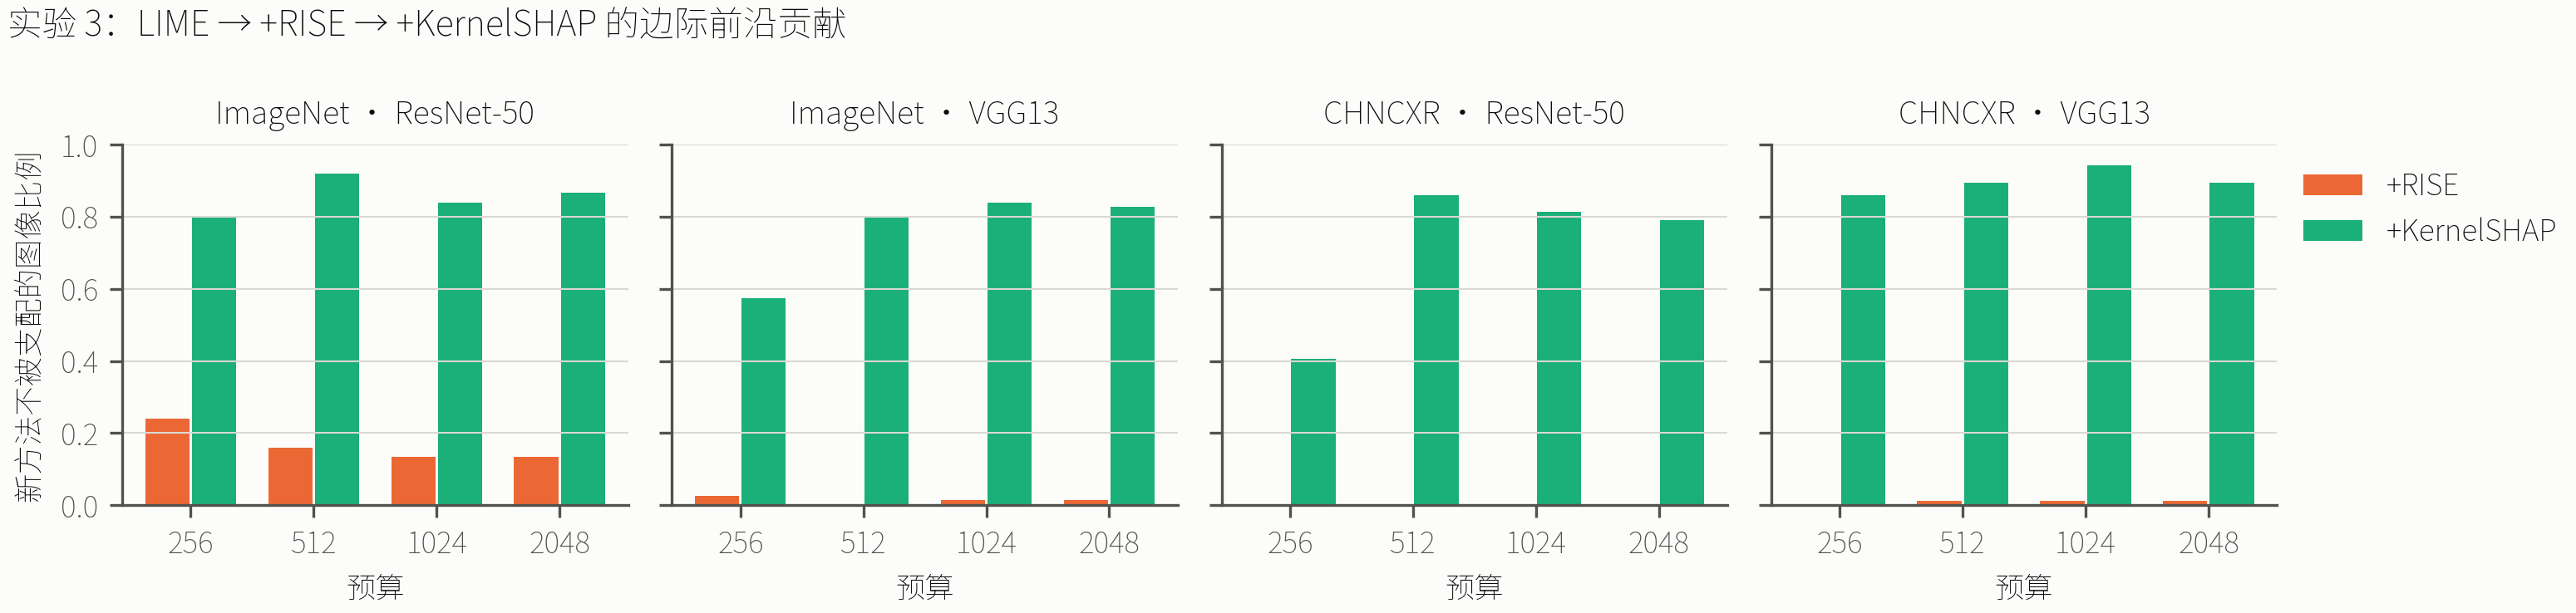 实验 3：LIME → +RISE → +KernelSHAP 的边际前沿贡献
ImageNet · ResNet-50
ImageNet · VGG13
CHNCXR · ResNet-50
CHNCXR · VGG13
新方法不被支配的图像比例
1.0
0.8
0.6
0.4
0.2
0.0
256 512 1024 2048
256 512 1024 2048
256 512 1024 2048
256 512 1024 2048
预算
预算
预算
预算
+RISE
+KernelSHAP